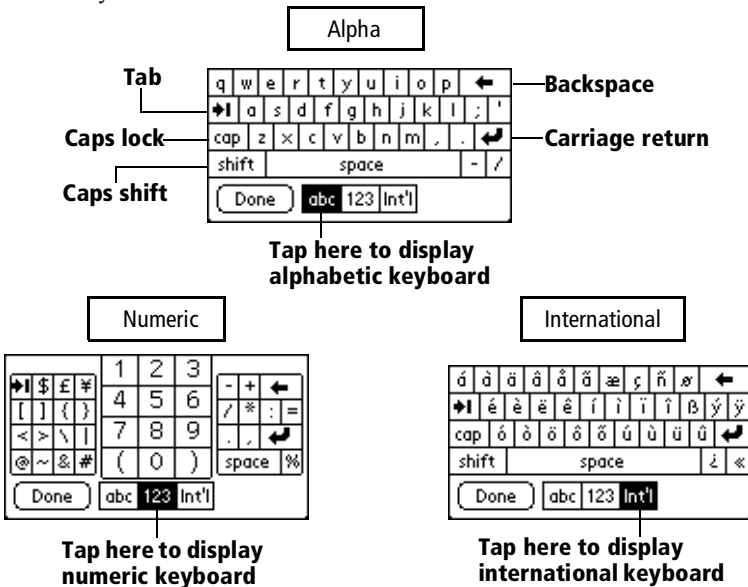 Alpha
Tab
q w e r t y u i o p
Backspace
a s d f g h j k l ; '
Caps lock
cap z x c v b n m , .
Carriage return
shift space - /
Caps shift
Done abc 123 Int'l
Tap here to display
alphabetic keyboard
Numeric
1 2 3
$ £ ¥
- +
4 5 6
[ ] { }
/ * : =
7 8 9
< > \ |
. ,
( 0 )
@ ~ & #
space %
Done abc 123 Int'l
Tap here to display
numeric keyboard
International
á à ä â å ã æ ç ñ ø
é è ë ê í ì ï î ß ý ÿ
cap ó ò ö ô õ ú ù ü û
shift space ¿ «
Done abc 123 Int'l
Tap here to display
international keyboard